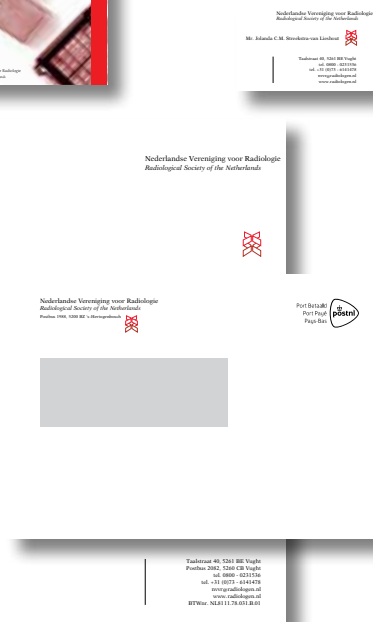 Radiologie
Nederlandse Vereniging voor Radiologie
Radiological Society of the Netherlands
Mr. Jolanda C.M. Streekstra-van Lieshout
Taalstraat 40, 5261 BE Vught
tel. 0800 - 0231536
tel. +31 (0)73 - 6141478
nvvr@radiologen.nl
www.radiologen.nl
Nederlandse Vereniging voor Radiologie
Radiological Society of the Netherlands
Nederlandse Vereniging voor Radiologie
Radiological Society of the Netherlands
Postbus 1988, 5200 BZ 's-Hertogenbosch
Port Betaald
Port Payé
Pays-Bas
postnl
Taalstraat 40, 5261 BE Vught
Postbus 2082, 5260 CB Vught
tel. 0800 - 0231536
tel. +31 (0)73 - 6141478
nvvr@radiologen.nl
www.radiologen.nl
BTWnr. NL8111.78.031.B.01